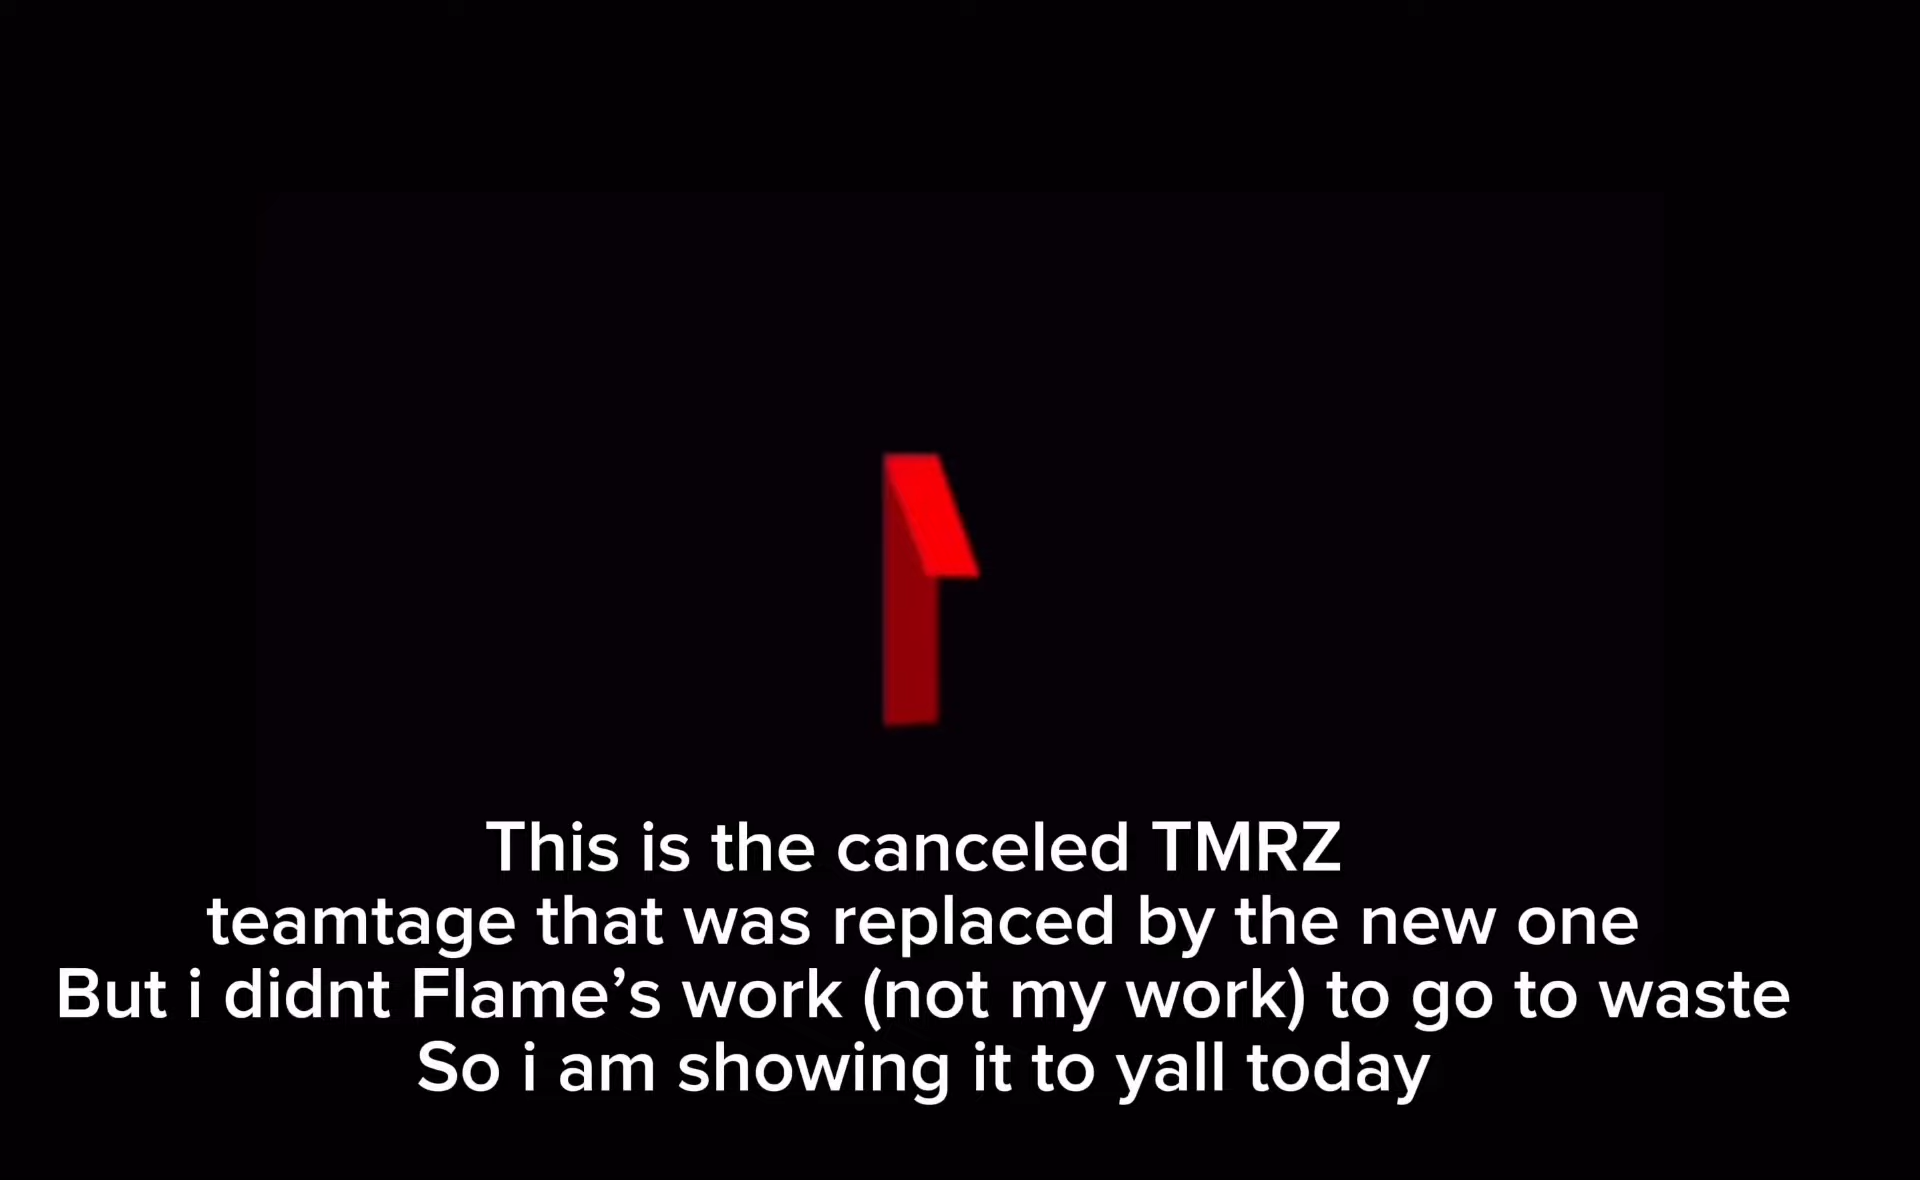 This is the canceled TMRZ
teamtage that was replaced by the new one
But i didnt Flame’s work (not my work) to go to waste
So i am showing it to yall today